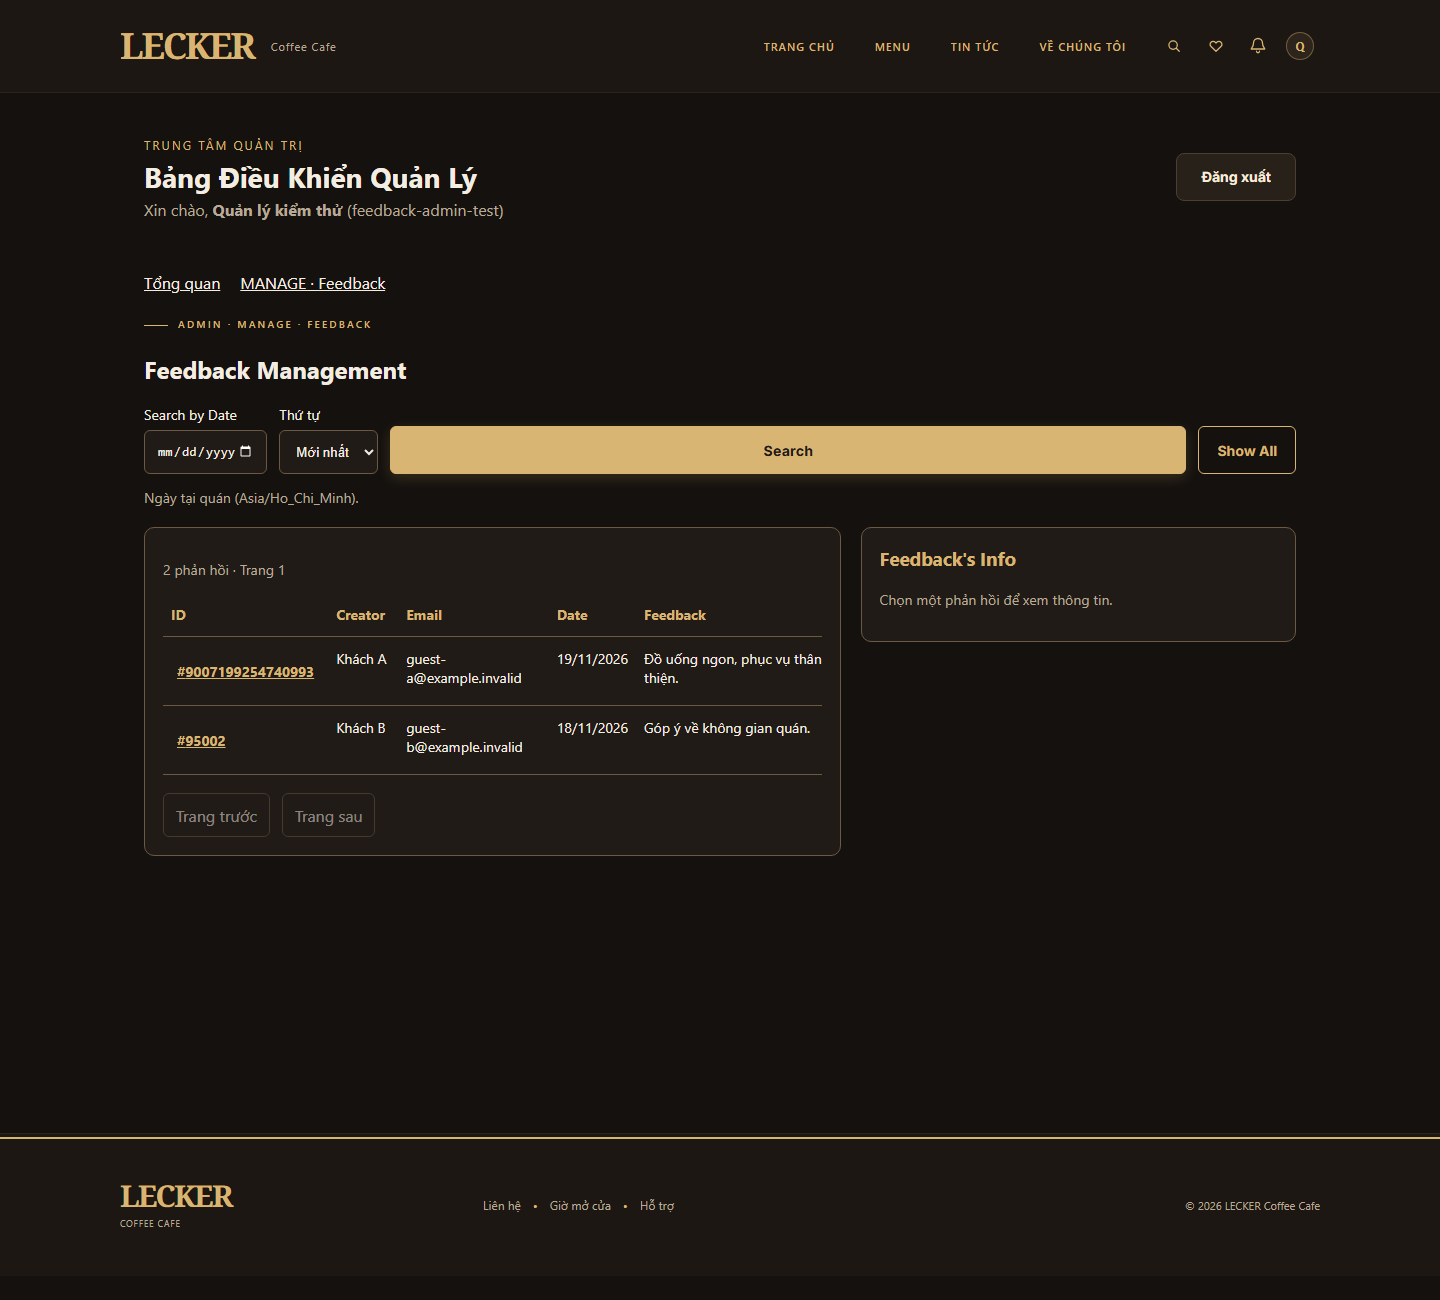 LECKER Coffee Cafe
TRANG CHỦ MENU TIN TỨC VỀ CHÚNG TÔI Q
TRUNG TÂM QUẢN TRỊ
Bảng Điều Khiển Quản Lý
Xin chào, Quản lý kiểm thử (feedback-admin-test)
Đăng xuất
Tổng quan MANAGE · Feedback
ADMIN · MANAGE · FEEDBACK
Feedback Management
Search by Date Thứ tự
mm/dd/yyyy Mới nhất Search Show All
Ngày tại quán (Asia/Ho_Chi_Minh).
2 phản hồi · Trang 1
ID Creator Email Date Feedback
#9007199254740993 Khách A guest-a@example.invalid 19/11/2026 Đồ uống ngon, phục vụ thân thiện.
#95002 Khách B guest-b@example.invalid 18/11/2026 Góp ý về không gian quán.
Trang trước Trang sau
Feedback's Info
Chọn một phản hồi để xem thông tin.
LECKER
COFFEE CAFE
Liên hệ • Giờ mở cửa • Hỗ trợ
© 2026 LECKER Coffee Cafe